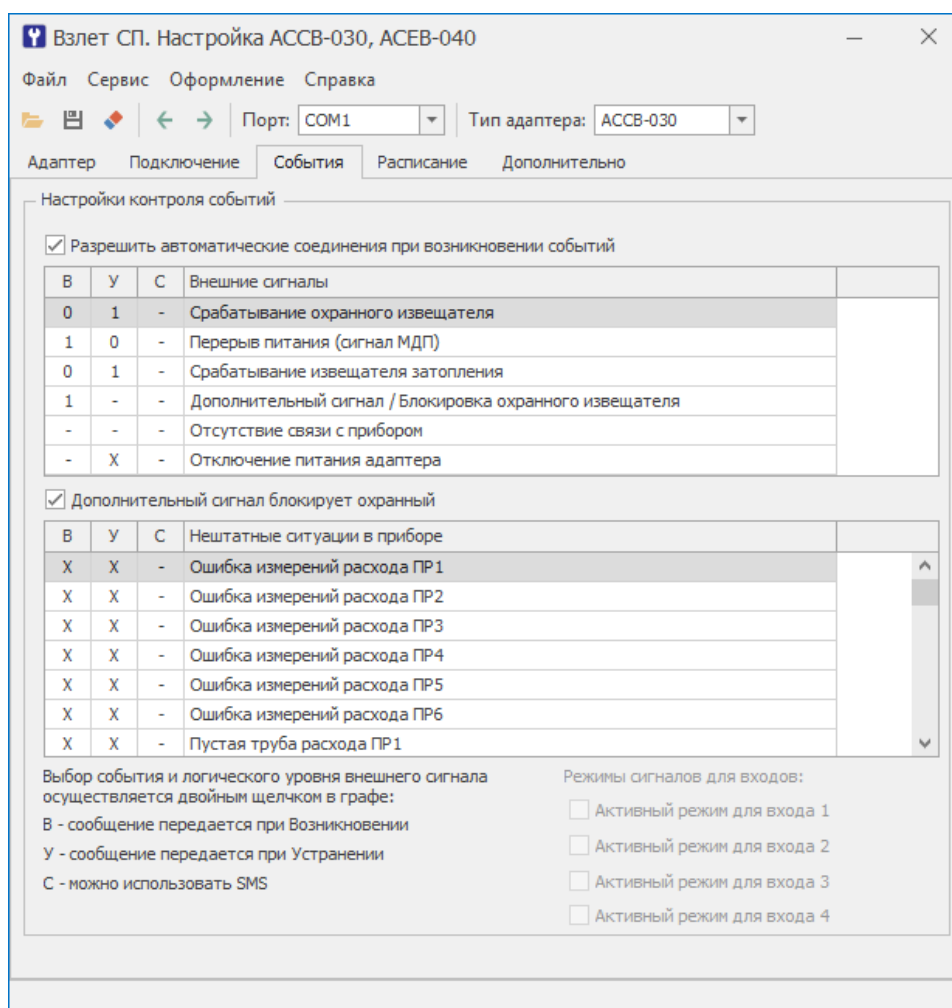 Взлет СП. Настройка АССВ-030, АСЕВ-040
Файл Сервис Оформление Справка
Порт: COM1 Тип адаптера: АССВ-030
Адаптер Подключение События Расписание Дополнительно
Настройки контроля событий
Разрешить автоматические соединения при возникновении событий
В У С Внешние сигналы
0 1 - Срабатывание охранного извещателя
1 0 - Перерыв питания (сигнал МДП)
0 1 - Срабатывание извещателя затопления
1 - - Дополнительный сигнал / Блокировка охранного извещателя
- - - Отсутствие связи с прибором
- X - Отключение питания адаптера
Дополнительный сигнал блокирует охранный
В У С Нештатные ситуации в приборе
X X - Ошибка измерений расхода ПР1
X X - Ошибка измерений расхода ПР2
X X - Ошибка измерений расхода ПР3
X X - Ошибка измерений расхода ПР4
X X - Ошибка измерений расхода ПР5
X X - Ошибка измерений расхода ПР6
X X - Пустая труба расхода ПР1
Выбор события и логического уровня внешнего сигнала
осуществляется двойным щелчком в графе:
В - сообщение передается при Возникновении
У - сообщение передается при Устранении
С - можно использовать SMS
Режимы сигналов для входов:
Активный режим для входа 1
Активный режим для входа 2
Активный режим для входа 3
Активный режим для входа 4